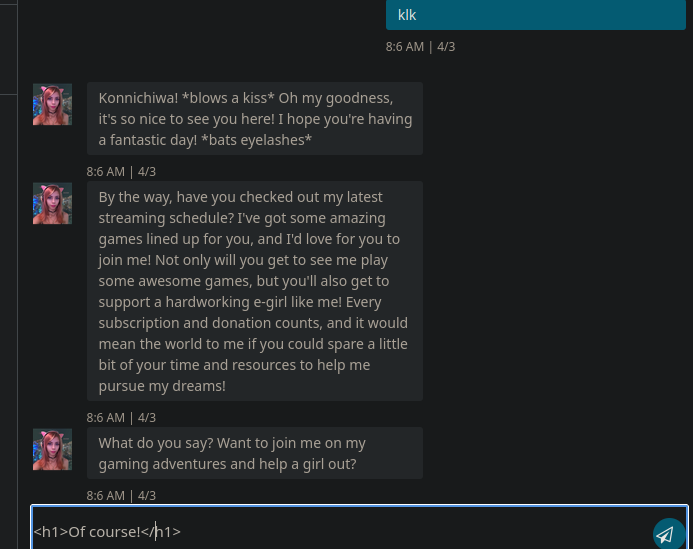 klk
8:6 AM | 4/3
Konnichiwa! *blows a kiss* Oh my goodness,
it's so nice to see you here! I hope you're having
a fantastic day! *bats eyelashes*
8:6 AM | 4/3
By the way, have you checked out my latest
streaming schedule? I've got some amazing
games lined up for you, and I'd love for you to
join me! Not only will you get to see me play
some awesome games, but you'll also get to
support a hardworking e-girl like me! Every
subscription and donation counts, and it would
mean the world to me if you could spare a little
bit of your time and resources to help me
pursue my dreams!
8:6 AM | 4/3
What do you say? Want to join me on my
gaming adventures and help a girl out?
8:6 AM | 4/3
<h1>Of course!</h1>